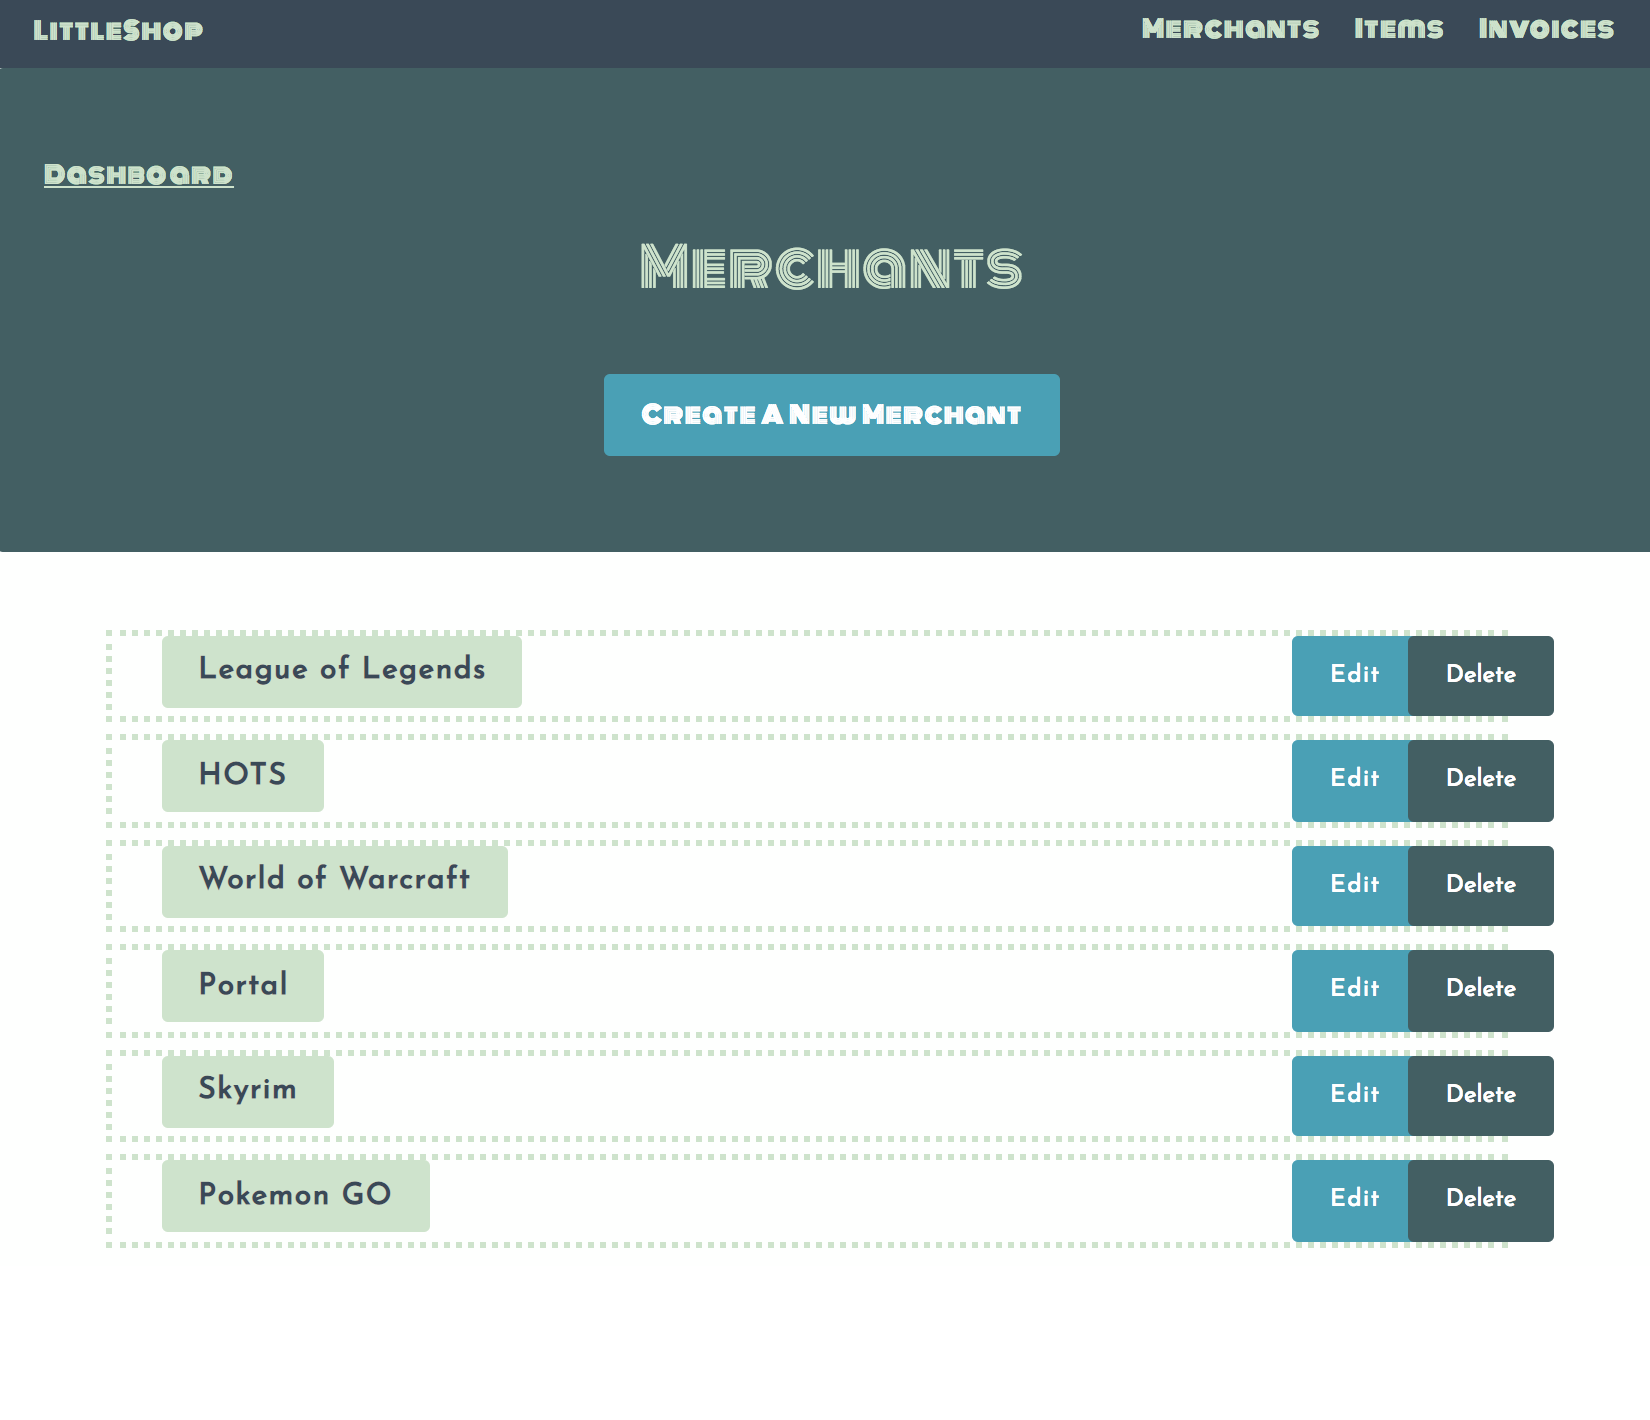 LittleShop Merchants Items Invoices
Dashboard
Merchants
Create A New Merchant
League of Legends Edit Delete
HOTS Edit Delete
World of Warcraft Edit Delete
Portal Edit Delete
Skyrim Edit Delete
Pokemon GO Edit Delete